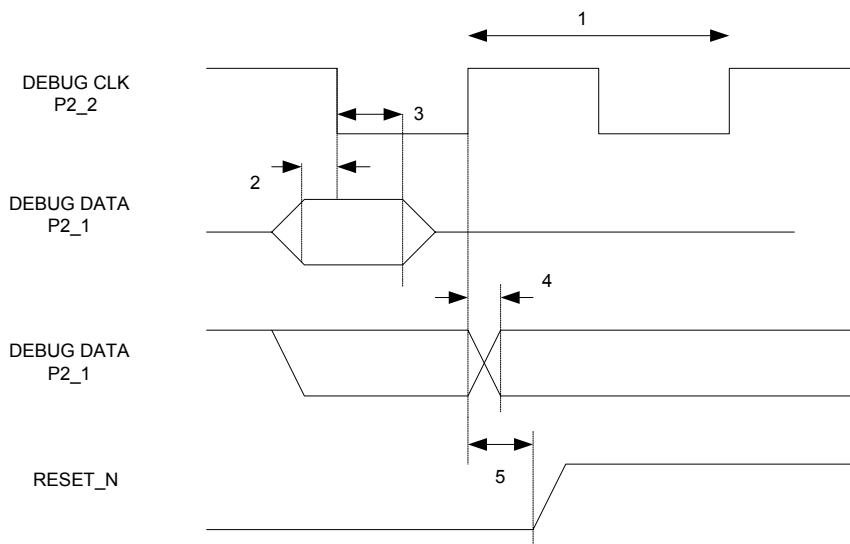 1
DEBUG CLK
P2_2
3
2
DEBUG DATA
P2_1
4
DEBUG DATA
P2_1
5
RESET_N